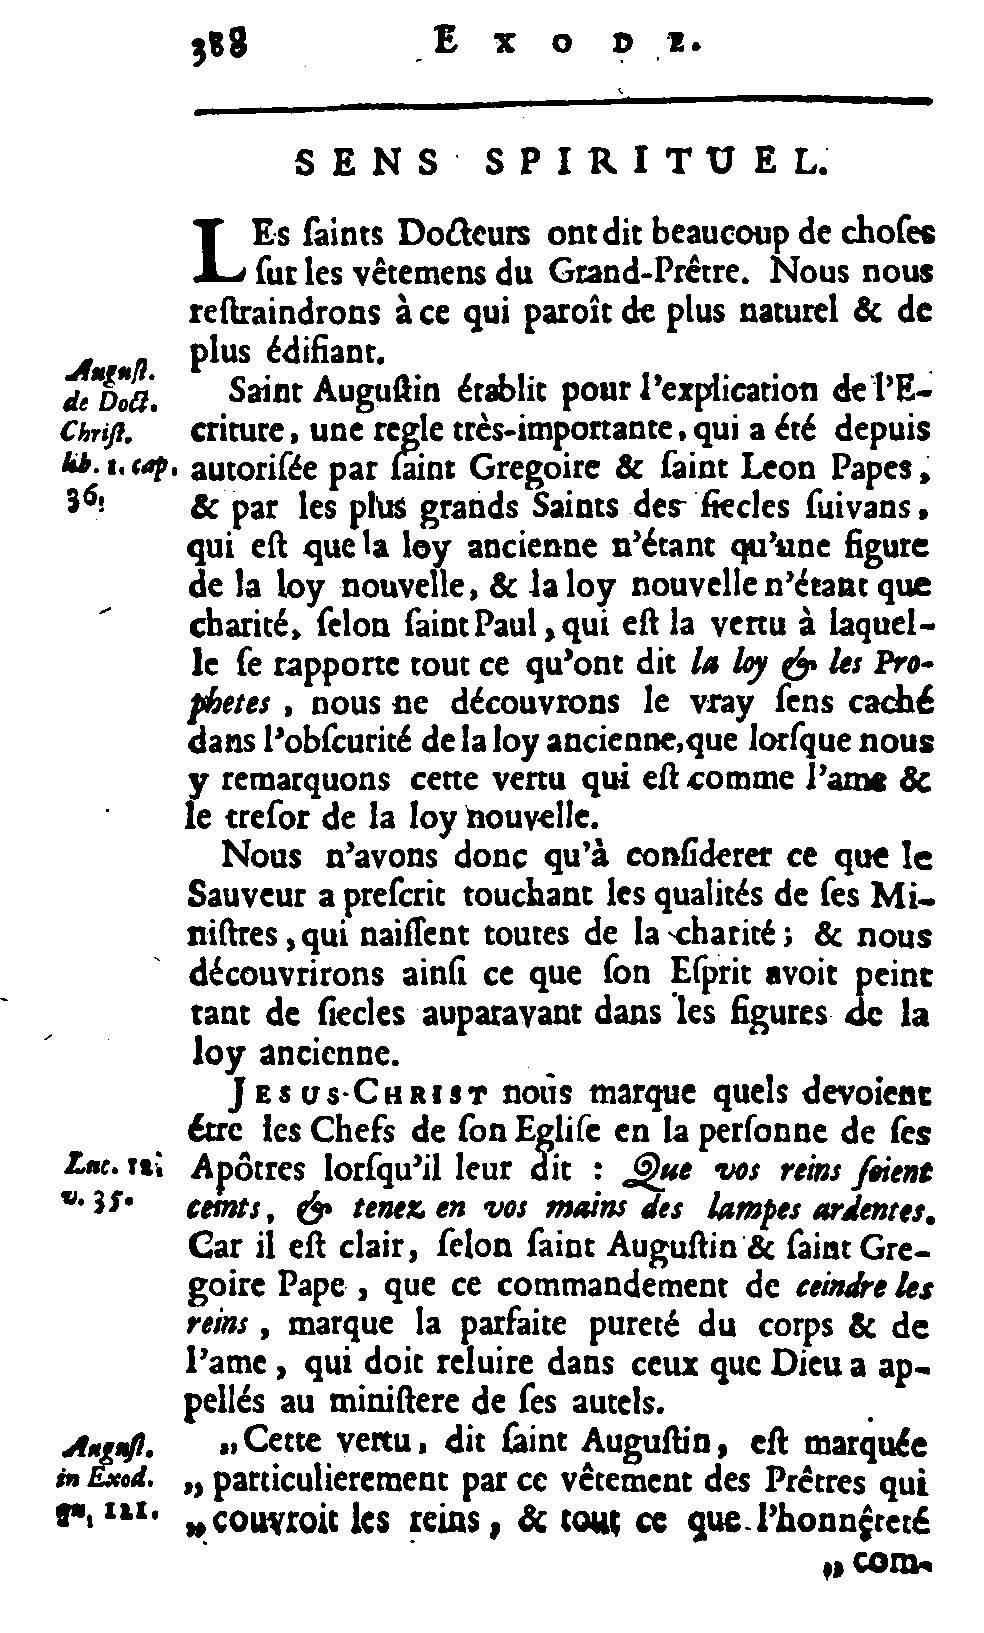 388 EXODE.
SENS SPIRITUEL.
LEs ſaints Docteurs ont dit beaucoup de choſes
ſur les vêtemens du Grand-Prêtre. Nous nous
reſtraindrons à ce qui paroît de plus naturel & de
plus édifiant.
Auguſt.
de Doct.
Chriſt.
lib. 1. cap.
36.
Saint Auguſtin établit pour l'explication de l'E-
criture, une regle très-importante, qui a été depuis
autoriſée par ſaint Gregoire & ſaint Leon Papes,
& par les plus grands Saints des ſiecles ſuivans,
qui eſt que la loy ancienne n'étant qu'une figure
de la loy nouvelle, & la loy nouvelle n'étant que
charité, ſelon ſaint Paul, qui eſt la vertu à laquel-
le ſe rapporte tout ce qu'ont dit la loy & les Pro-
phetes, nous ne découvrons le vray ſens caché
dans l'obſcurité de la loy ancienne, que lorſque nous
y remarquons cette vertu qui eſt comme l'ame &
le treſor de la loy nouvelle.
Nous n'avons donc qu'à conſiderer ce que le
Sauveur a preſcrit touchant les qualités de ſes Mi-
niſtres, qui naiſſent toutes de la charité; & nous
découvrirons ainſi ce que ſon Eſprit avoit peint
tant de ſiecles auparavant dans les figures de la
loy ancienne.
JESUS-CHRIST nous marque quels devoient
être les Chefs de ſon Egliſe en la perſonne de ſes
Luc. 12.
v. 35.
Apôtres lorſqu'il leur dit : Que vos reins ſoient
ceints, & tenez en vos mains des lampes ardentes.
Car il eſt clair, ſelon ſaint Auguſtin & ſaint Gre-
goire Pape, que ce commandement de ceindre les
reins, marque la parfaite pureté du corps & de
l'ame, qui doit reluire dans ceux que Dieu a ap-
pellés au miniſtere de ſes autels.
Auguſt.
in Exod.
qu. 121.
„Cette vertu, dit ſaint Auguſtin, eſt marquée
„particulierement par ce vêtement des Prêtres qui
„couvroit les reins, & tout ce que l'honnêteté
„com-